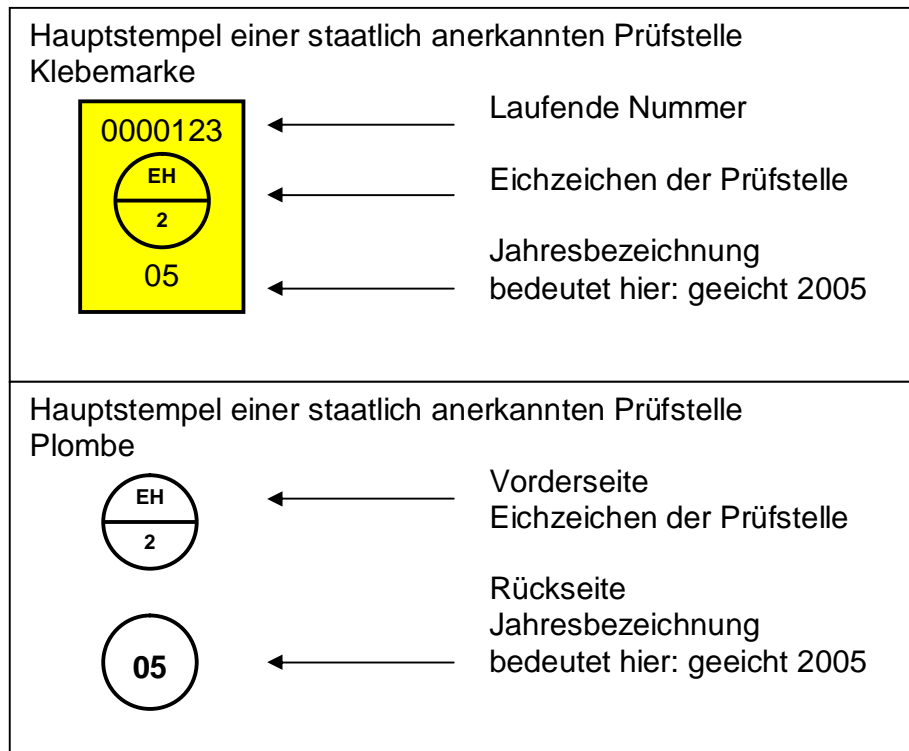 Hauptstempel einer staatlich anerkannten Prüfstelle
Klebemarke
0000123
Laufende Nummer
EH
2
Eichzeichen der Prüfstelle
05
Jahresbezeichnung
bedeutet hier: geeicht 2005
Hauptstempel einer staatlich anerkannten Prüfstelle
Plombe
EH
2
Vorderseite
Eichzeichen der Prüfstelle
05
Rückseite
Jahresbezeichnung
bedeutet hier: geeicht 2005